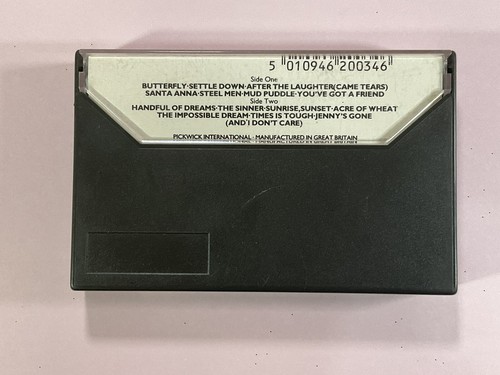 5 010946 200346
Side One
BUTTERFLY·SETTLE DOWN·AFTER THE LAUGHTER(CAME TEARS)
SANTA ANNA·STEEL MEN·MUD PUDDLE·YOU'VE GOT A FRIEND
Side Two
HANDFUL OF DREAMS·THE SINNER·SUNRISE,SUNSET·ACRE OF WHEAT
THE IMPOSSIBLE DREAM·TIMES IS TOUGH·JENNY'S GONE
(AND I DON'T CARE)
PICKWICK INTERNATIONAL·MANUFACTURED IN GREAT BRITAIN